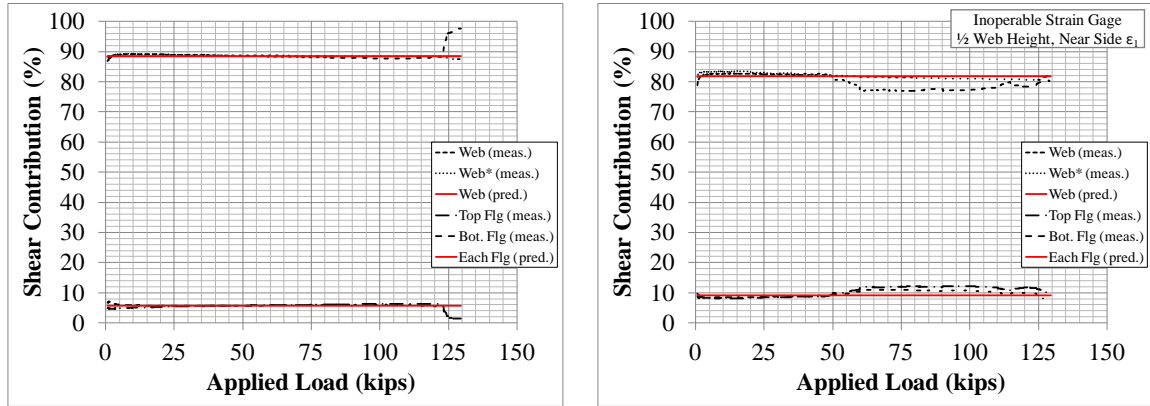 Shear Contribution (%)
100
90
80
70
60
50
40
30
20
10
0
Web (meas.)
Web* (meas.)
Web (pred.)
Top Flg (meas.)
Bot. Flg (meas.)
Each Flg (pred.)
0 25 50 75 100 125 150
Applied Load (kips)
Shear Contribution (%)
100
90
80
70
60
50
40
30
20
10
0
Inoperable Strain Gage
½ Web Height, Near Side ε₁
Web (meas.)
Web* (meas.)
Web (pred.)
Top Flg (meas.)
Bot. Flg (meas.)
Each Flg (pred.)
0 25 50 75 100 125 150
Applied Load (kips)